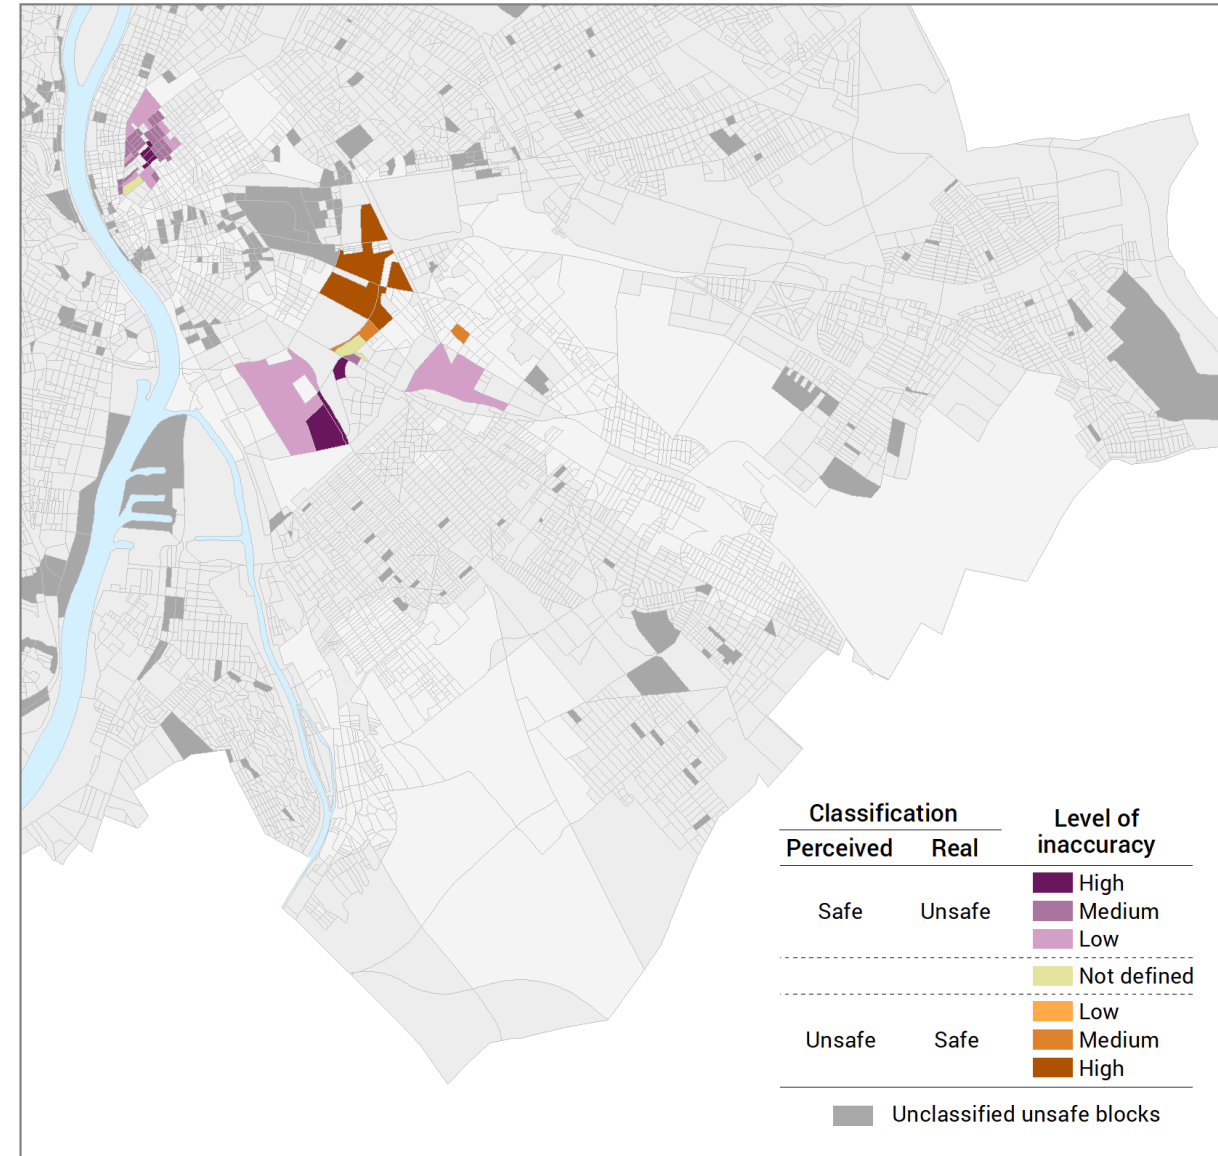 Classification
Level of
inaccuracy
Perceived Real
High
Safe Unsafe Medium
Low
Not defined
Low
Unsafe Safe Medium
High
Unclassified unsafe blocks